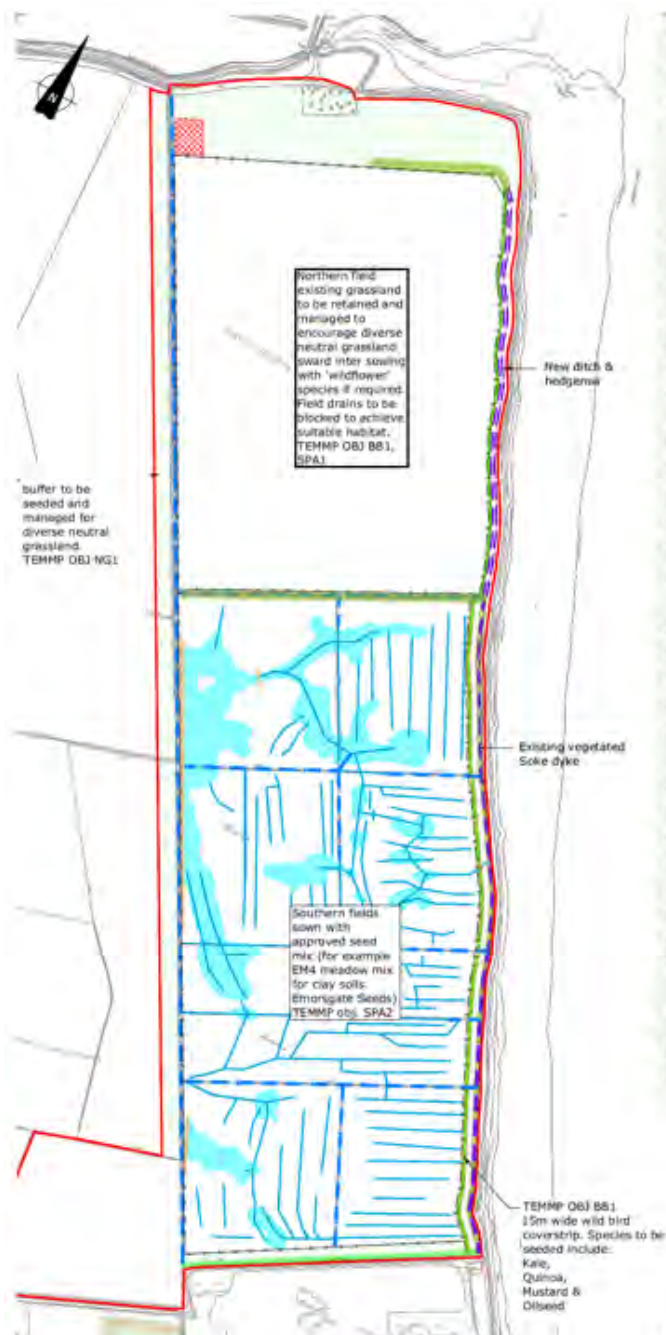 N
Northern field
existing grassland
to be retained and
managed to
encourage diverse
neutral grassland
sward inter sowing
with 'wildflower'
species if required.
Field drains to be
blocked to achieve
suitable habitat.
TEMMP OBJ BB1,
SPA1
New ditch &
hedgerow
buffer to be
seeded and
managed for
diverse neutral
grassland.
TEMMP OBJ NG1
Existing vegetated
Soke dyke
Southern fields
sown with
approved seed
mix (for example
EM4 meadow mix
for clay soils.
Emorsgate Seeds)
TEMMP obj. SPA2
TEMMP OBJ BB1
15m wide wild bird
coverstrip. Species to be
seeded include:
Kale,
Quinoa,
Mustard &
Oilseed